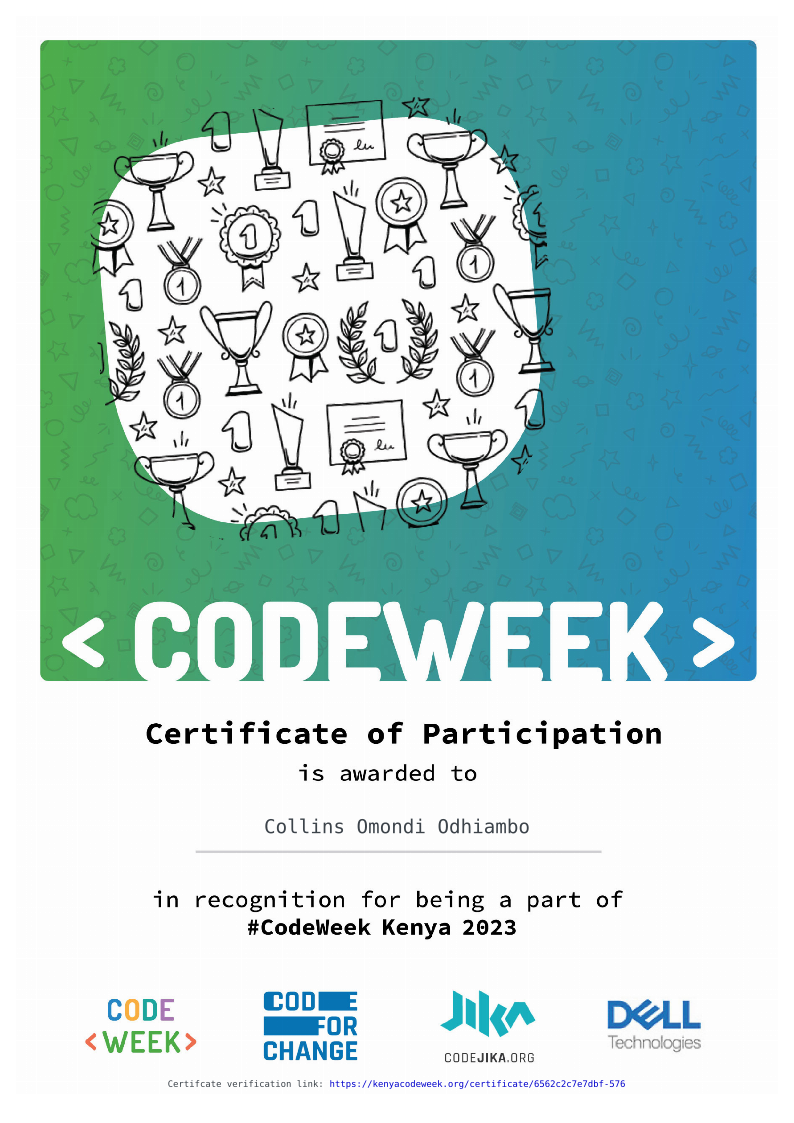 < CODEWEEK >
Certificate of Participation
is awarded to
Collins Omondi Odhiambo
in recognition for being a part of
#CodeWeek Kenya 2023
CODE
<WEEK>
CODE
FOR
CHANGE
JIKA
CODEJIKA.ORG
DELL
Technologies
Certifcate verification link: https://kenyacodeweek.org/certificate/6562c2c7e7dbf-576